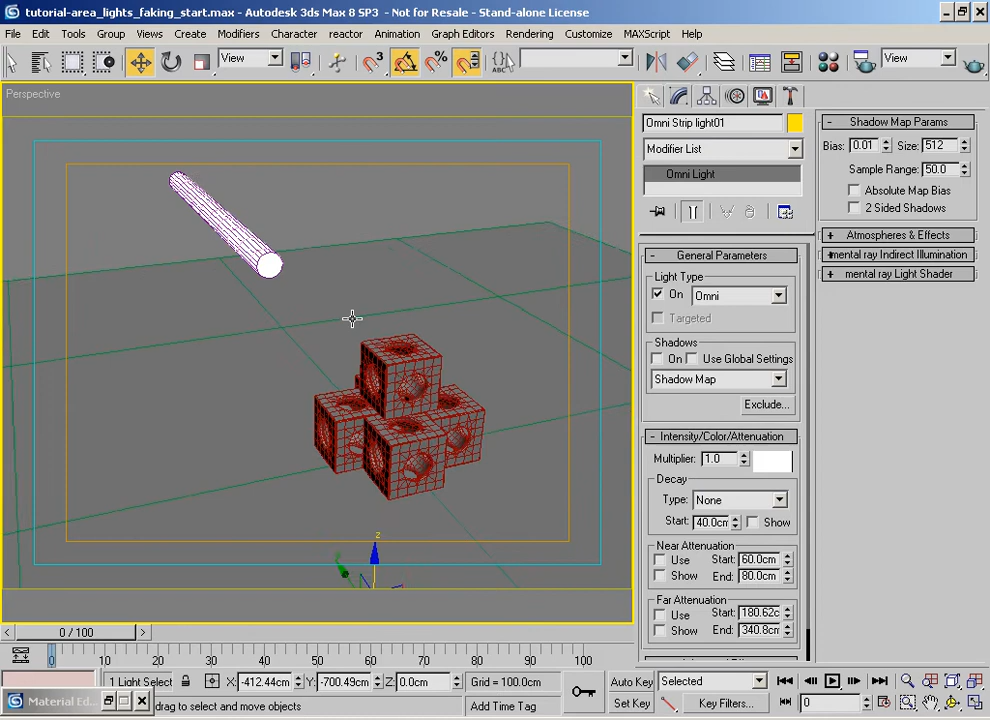 tutorial-area_lights_faking_start.max - Autodesk 3ds Max 8 SP3 - Not for Resale - Stand-alone License
File Edit Tools Group Views Create Modifiers Character reactor Animation Graph Editors Rendering Customize MAXScript Help
View 3 % ABC View
Perspective
Omni Strip light01
Modifier List
Omni Light
- General Parameters
Light Type
On Omni
Targeted
Shadows
On Use Global Settings
Shadow Map
Exclude...
- Intensity/Color/Attenuation
Multiplier: 1.0
Decay
Type: None
Start: 40.0cm Show
Near Attenuation
Use Start: 60.0cm
Show End: 80.0cm
Far Attenuation
Use Start: 180.62c
Show End: 340.8cm
- Shadow Map Params
Bias: 0.01 Size: 512
Sample Range: 50.0
Absolute Map Bias
2 Sided Shadows
+ Atmospheres & Effects
+ mental ray Indirect Illumination
+ mental ray Light Shader
z
< 0 / 100 >
0 10 20 30 40 50 60 70 80 90 100
1 Light Select X: -412.44cm Y: -700.49cm Z: 0.0cm Grid = 100.0cm Auto Key Selected
Material Ed... drag to select and move objects Add Time Tag Set Key Key Filters... 0